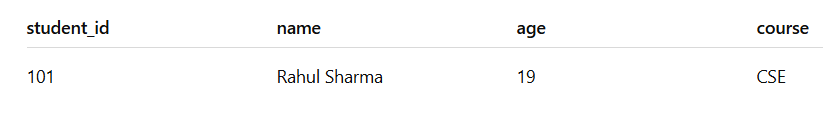 student_id name age course
101 Rahul Sharma 19 CSE